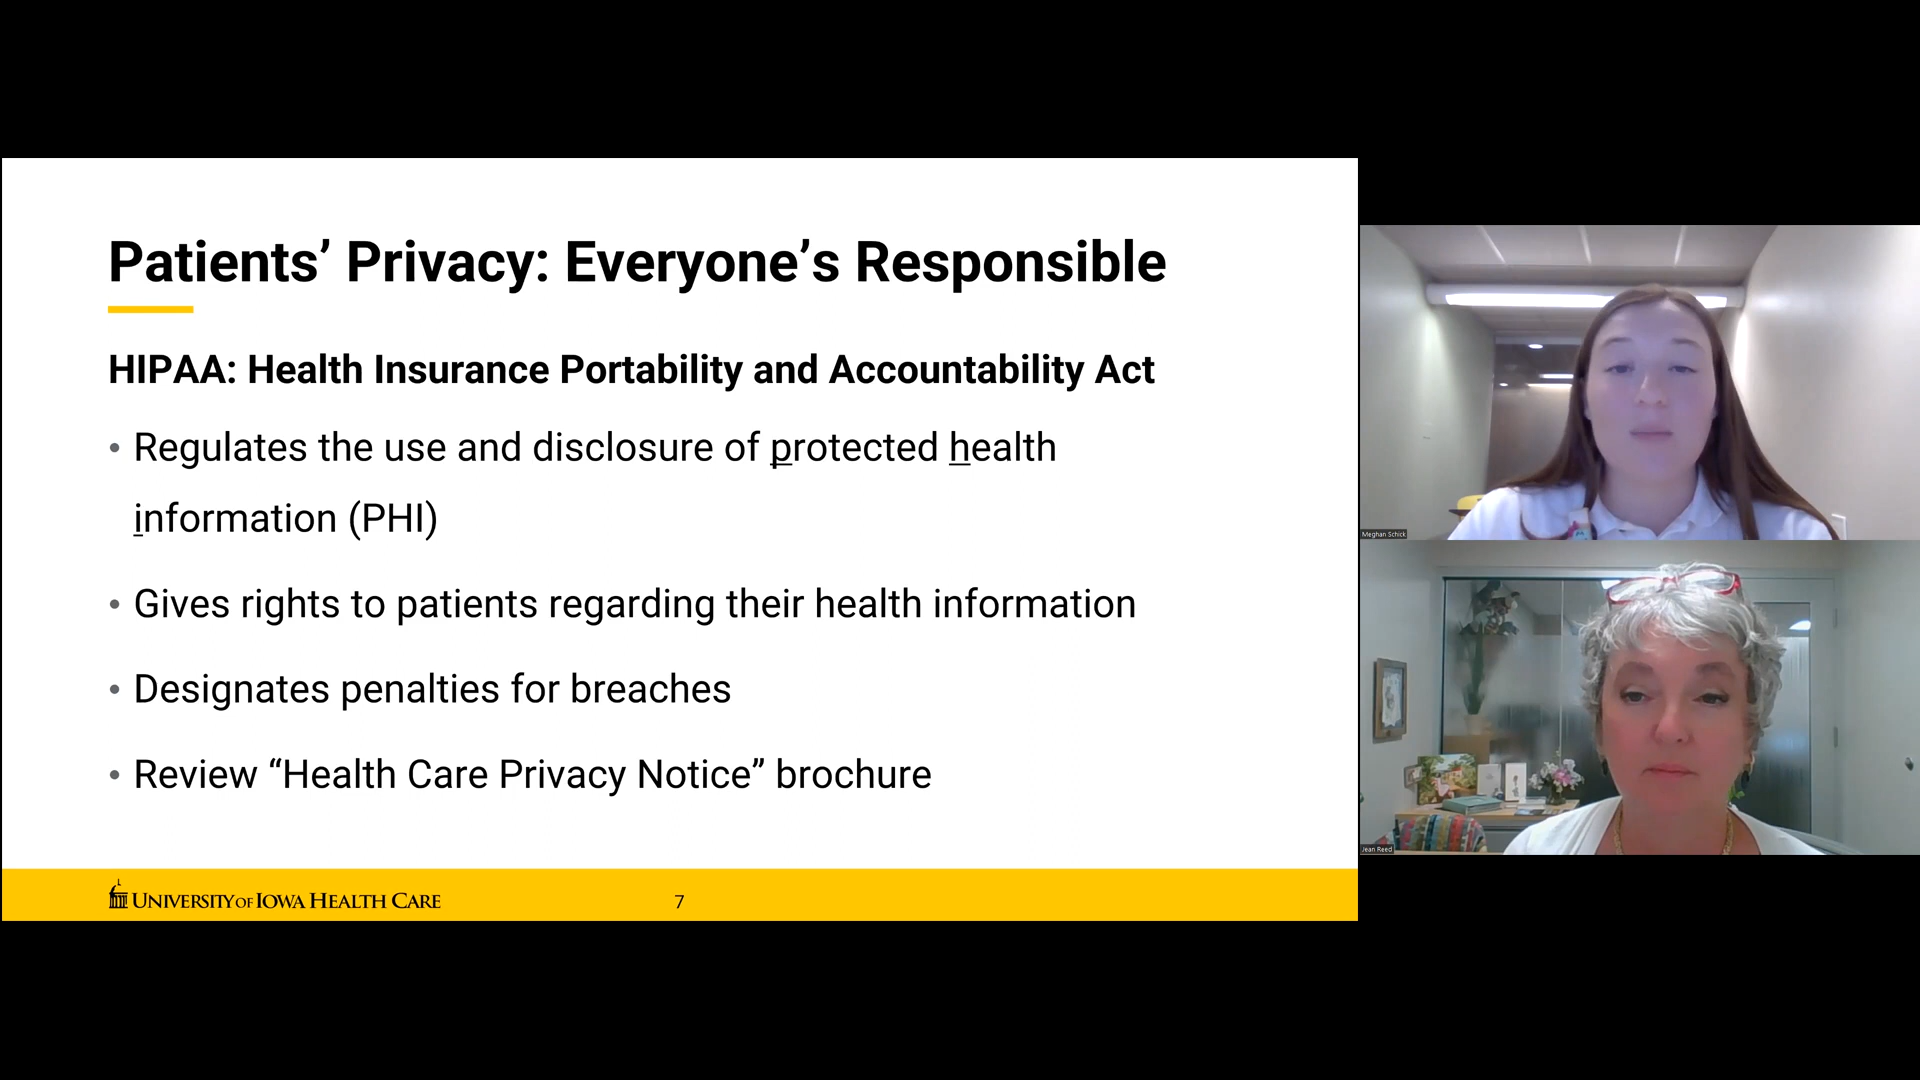 Patients’ Privacy: Everyone’s Responsible
HIPAA: Health Insurance Portability and Accountability Act
• Regulates the use and disclosure of protected health
information (PHI)
• Gives rights to patients regarding their health information
• Designates penalties for breaches
• Review “Health Care Privacy Notice” brochure
UNIVERSITY OF IOWA HEALTH CARE
7
Meghan Schick
Jean Reed